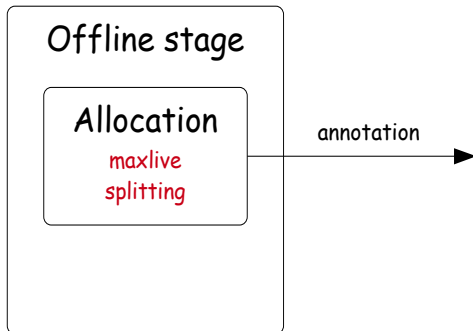 Offline stage
Allocation
maxlive
splitting
annotation